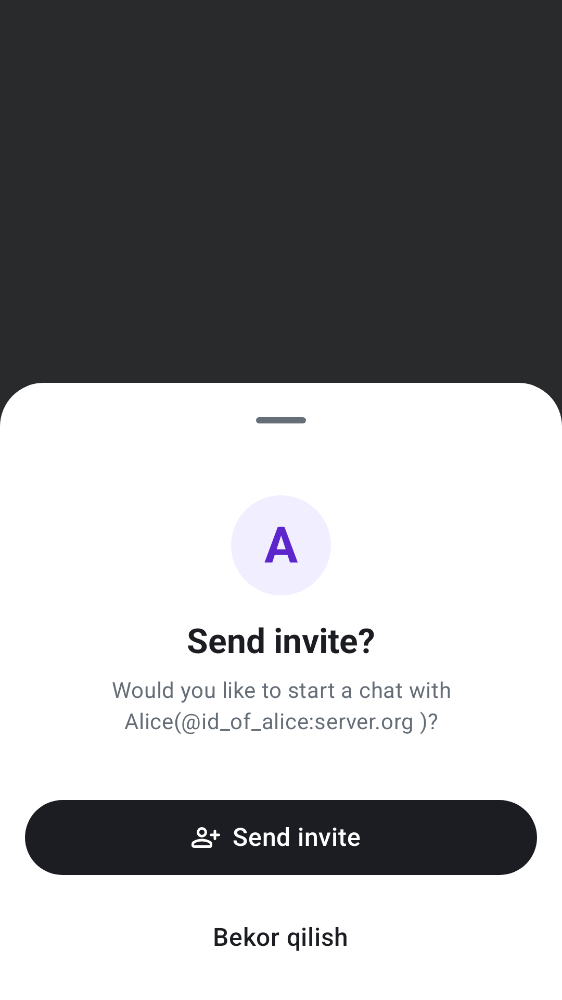 A
Send invite?
Would you like to start a chat with
Alice(@id_of_alice:server.org )?
Send invite
Bekor qilish